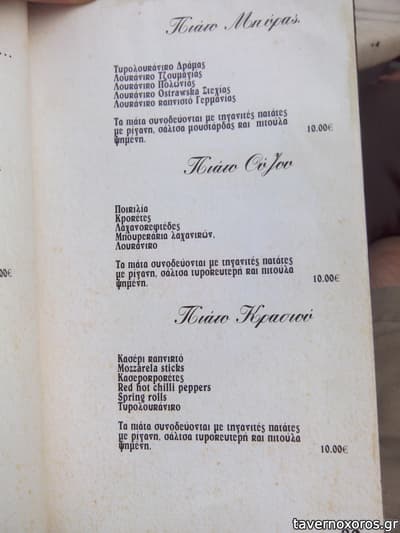 Πιάτο Μπύρας.
Τυρολουκάνικο Δράμας
Λουκάνικο Τζουμαγιάς
Λουκάνικο Πολωνίας
Λουκάνικο Ostrawska Σιεχίας
Λουκάνικο καπνιστό Γερμανίας
Τα πιάτα συνοδεύονται με τηγανιτές πατάτες
με ρίγανη, σάλτσα μουστάρδας και πιτούλα
ψημένη.
10.00€
Πιάτο Ούζου
Ποικιλία
Κροκέτες
Λαχανοκεφτέδες
Μπουρεκάκια λαχανικών.
Λουκάνικο
Τα πιάτα συνοδεύονται με τηγανιτές πατάτες
με ρίγανη, σάλτσα τυροκαυτερή και πιτούλα
ψημένη.
10.00€
Πιάτο Κρασιού
Κασέρι καπνιστό
Mozzarela sticks
Κασεροκροκέτες
Red hot chilli peppers
Spring rolls
Τυρολουκάνικο
Τα πιάτα συνοδεύονται με τηγανιτές πατάτες
με ρίγανη, σάλτσα τυροκαυτερή και πιτούλα
ψημένη.
10.00€
00€
tavernoxoros.gr